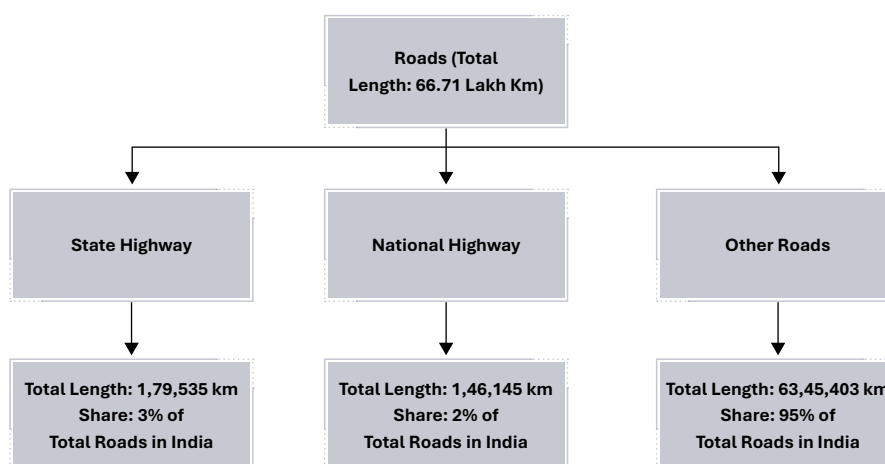 Roads (Total
Length: 66.71 Lakh Km)
State Highway
National Highway
Other Roads
Total Length: 1,79,535 km
Share: 3% of
Total Roads in India
Total Length: 1,46,145 km
Share: 2% of
Total Roads in India
Total Length: 63,45,403 km
Share: 95% of
Total Roads in India